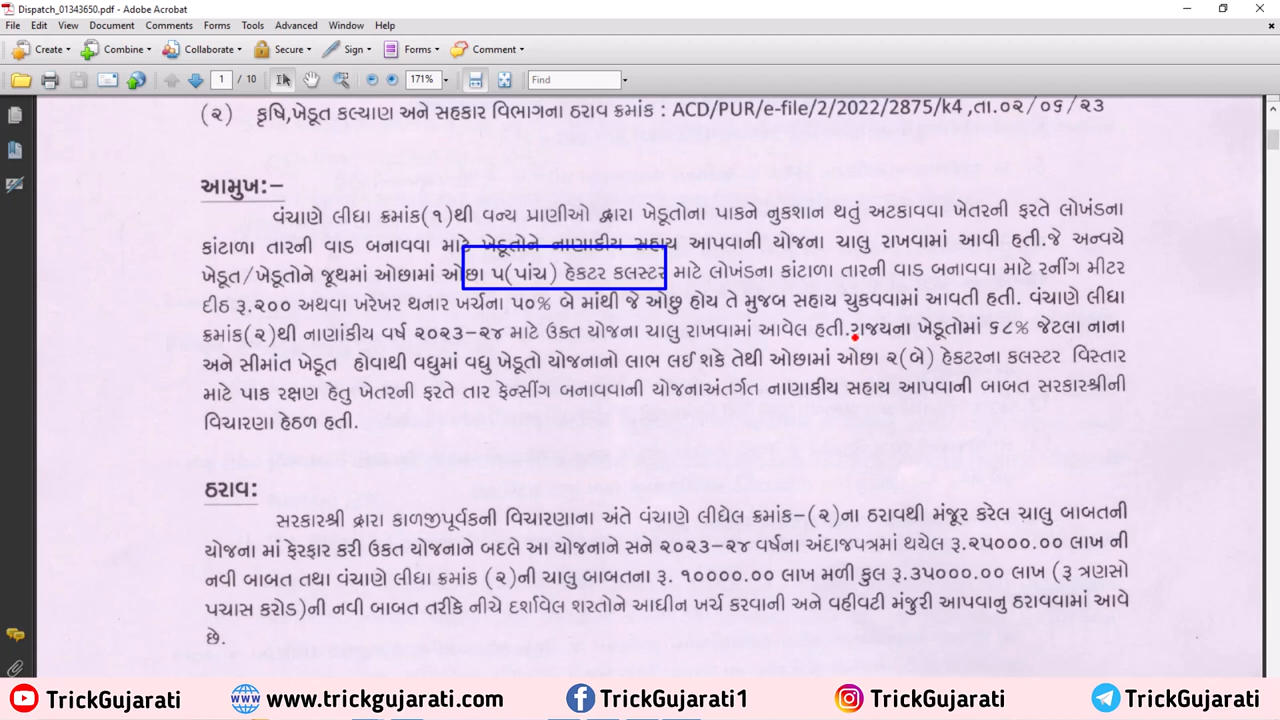 Dispatch_01343650.pdf - Adobe Acrobat
File Edit View Document Comments Forms Tools Advanced Window Help
Create Combine Collaborate Secure Sign Forms Comment
1 / 10 171% Find
(૨) કૃષિ,ખેડૂત કલ્યાણ અને સહકાર વિભાગના ઠરાવ ક્રમાંક : ACD/PUR/e-file/2/2022/2875/k4 ,તા.૦૨/૦૬/૨૩
આમુખ:-
વંચાણે લીધા ક્રમાંક(૧)થી વન્ય પ્રાણીઓ દ્વારા ખેડૂતોના પાકને નુકશાન થતું અટકાવવા ખેતરની ફરતે લોખંડના
કાંટાળા તારની વાડ બનાવવા માટે ખેડૂતોને નાણાકીય સહાય આપવાની યોજના ચાલુ રાખવામાં આવી હતી.જે અન્વયે
ખેડૂત/ખેડૂતોને જૂથમાં ઓછામાં ઓછા ૫(પાંચ) હેકટર કલસ્ટર માટે લોખંડના કાંટાળા તારની વાડ બનાવવા માટે રનીંગ મીટર
દીઠ રૂ.૨૦૦ અથવા ખરેખર થનાર ખર્ચના ૫૦% બે માંથી જે ઓછુ હોય તે મુજબ સહાય ચુકવવામાં આવતી હતી. વંચાણે લીધા
ક્રમાંક(૨)થી નાણાંકીય વર્ષ ૨૦૨૩-૨૪ માટે ઉક્ત યોજના ચાલુ રાખવામાં આવેલ હતી.રાજયના ખેડૂતોમાં ૬૮% જેટલા નાના
અને સીમાંત ખેડૂત હોવાથી વધુમાં વધુ ખેડૂતો યોજનાનો લાભ લઈ શકે તેથી ઓછામાં ઓછા ૨(બે) હેકટરના કલસ્ટર વિસ્તાર
માટે પાક રક્ષણ હેતુ ખેતરની ફરતે તાર ફેન્સીંગ બનાવવાની યોજનાઅંતર્ગત નાણાકીય સહાય આપવાની બાબત સરકારશ્રીની
વિચારણા હેઠળ હતી.
ઠરાવ:
સરકારશ્રી દ્વારા કાળજીપૂર્વકની વિચારણાના અંતે વંચાણે લીધેલ ક્રમાંક-(૨)ના ઠરાવથી મંજૂર કરેલ ચાલુ બાબતની
યોજના માં ફેરફાર કરી ઉકત યોજનાને બદલે આ યોજનાને સને ૨૦૨૩-૨૪ વર્ષના અંદાજપત્રમાં થયેલ રૂ.૨૫૦૦૦.૦૦ લાખ ની
નવી બાબત તથા વંચાણે લીધા ક્રમાંક (૨)ની ચાલુ બાબતના રૂ. ૧૦૦૦૦.૦૦ લાખ મળી કુલ રૂ.૩૫૦૦૦.૦૦ લાખ (રૂ ત્રણસો
પચાસ કરોડ)ની નવી બાબત તરીકે નીચે દર્શાવેલ શરતોને આધીન ખર્ચ કરવાની અને વહીવટી મંજુરી આપવાનુ ઠરાવવામાં આવે
છે.
TrickGujarati www.trickgujarati.com TrickGujarati1 TrickGujarati TrickGujarati